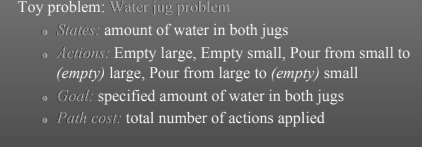 Toy problem: Water jug problem
States: amount of water in both jugs
Actions: Empty large, Empty small, Pour from small to
(empty) large, Pour from large to (empty) small
Goal: specified amount of water in both jugs
Path cost: total number of actions applied